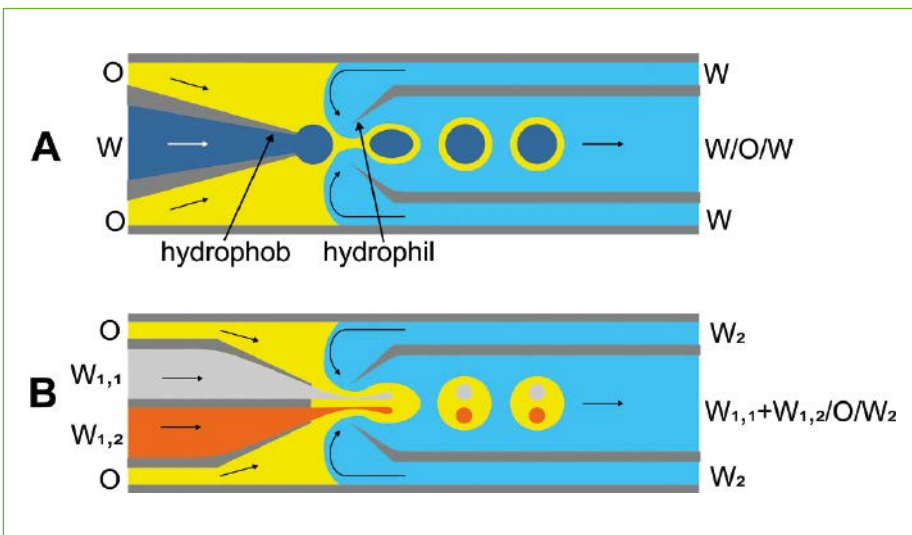 O
W
A
W
W/O/W
O
W
hydrophob
hydrophil
O
W₂
W₁,₁
B
W₁,₁+W₁,₂/O/W₂
W₁,₂
O
W₂